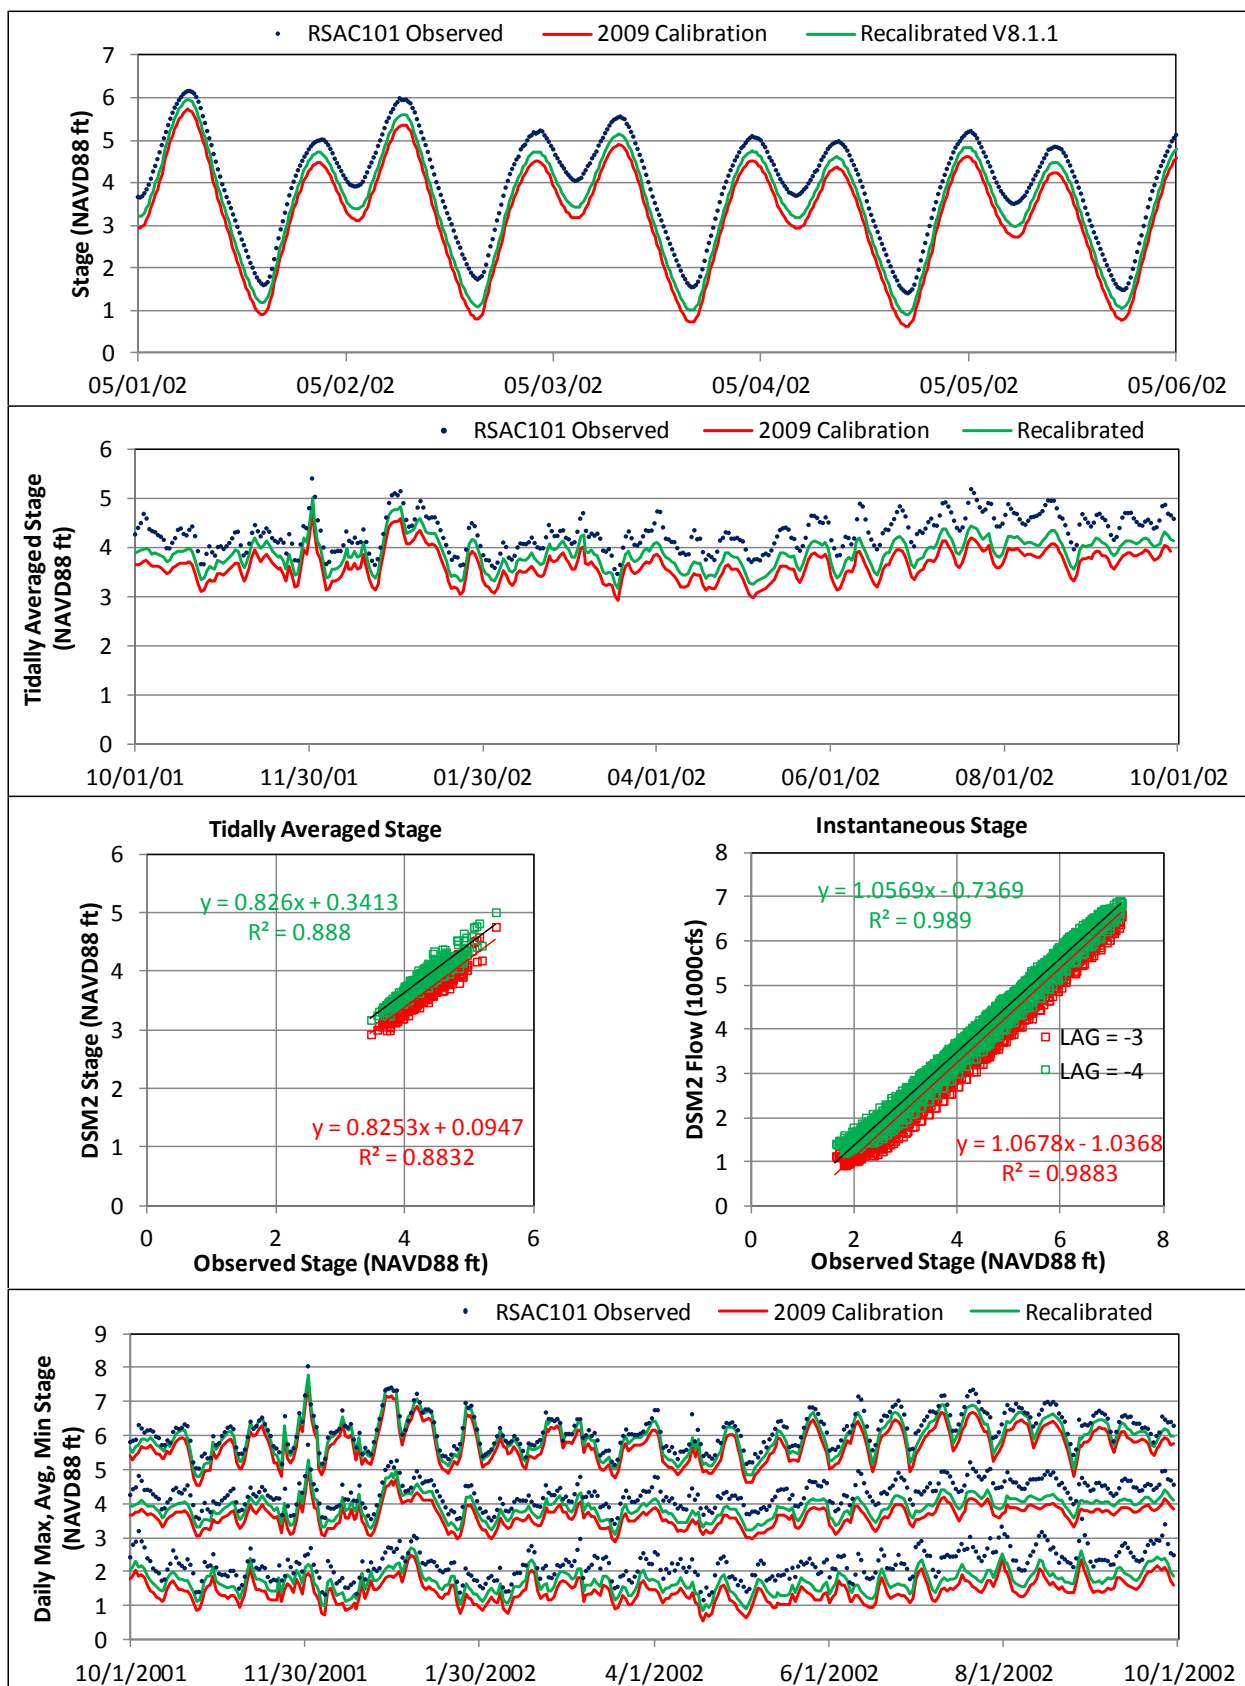 RSAC101 Observed 2009 Calibration Recalibrated V8.1.1
Stage (NAVD88 ft)
7
6
5
4
3
2
1
0
05/01/02 05/02/02 05/03/02 05/04/02 05/05/02 05/06/02
RSAC101 Observed 2009 Calibration Recalibrated
Tidally Averaged Stage
(NAVD88 ft)
6
5
4
3
2
1
0
10/01/01 11/30/01 01/30/02 04/01/02 06/01/02 08/01/02 10/01/02
Tidally Averaged Stage
DSM2 Stage (NAVD88 ft)
6
5
4
3
2
1
0
y = 0.826x + 0.3413
R² = 0.888
y = 0.8253x + 0.0947
R² = 0.8832
0 2 4 6
Observed Stage (NAVD88 ft)
Instantaneous Stage
DSM2 Flow (1000cfs)
8
7
6
5
4
3
2
1
0
y = 1.0569x - 0.7369
R² = 0.989
LAG = -3
LAG = -4
y = 1.0678x - 1.0368
R² = 0.9883
0 2 4 6 8
Observed Stage (NAVD88 ft)
RSAC101 Observed 2009 Calibration Recalibrated
Daily Max, Avg, Min Stage
(NAVD88 ft)
9
8
7
6
5
4
3
2
1
0
10/1/2001 11/30/2001 1/30/2002 4/1/2002 6/1/2002 8/1/2002 10/1/2002